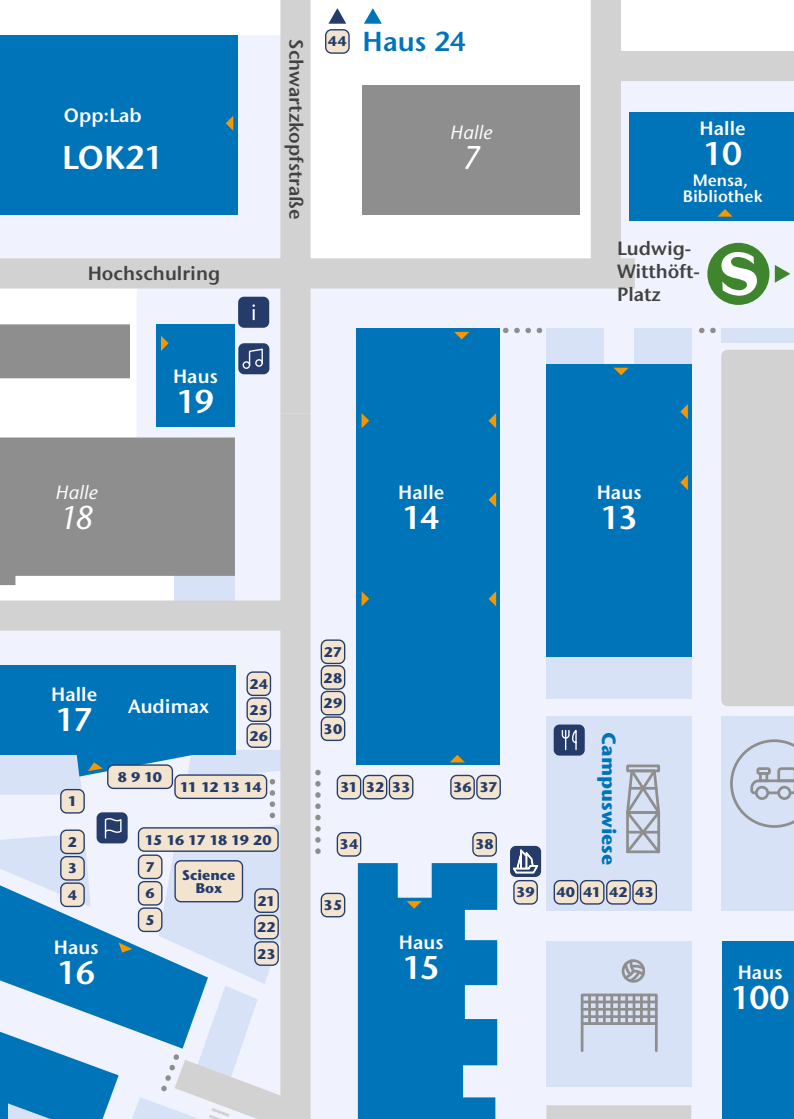 44 Haus 24
Schwartzkopfstraße
Opp:Lab
LOK21
Halle
7
Halle
10
Mensa,
Bibliothek
Ludwig-
Witthöft-
Platz
S
Hochschulring
i
Haus
19
Halle
18
Halle
14
Haus
13
27
28
29
30
Halle
17
Audimax
24
25
26
8 9 10
11 12 13 14
1
2
3
4
15 16 17 18 19 20
7
6
5
Science
Box
21
22
23
31 32 33
36 37
34
38
35
39
40 41 42 43
Campuswiese
Haus
16
Haus
15
Haus
100